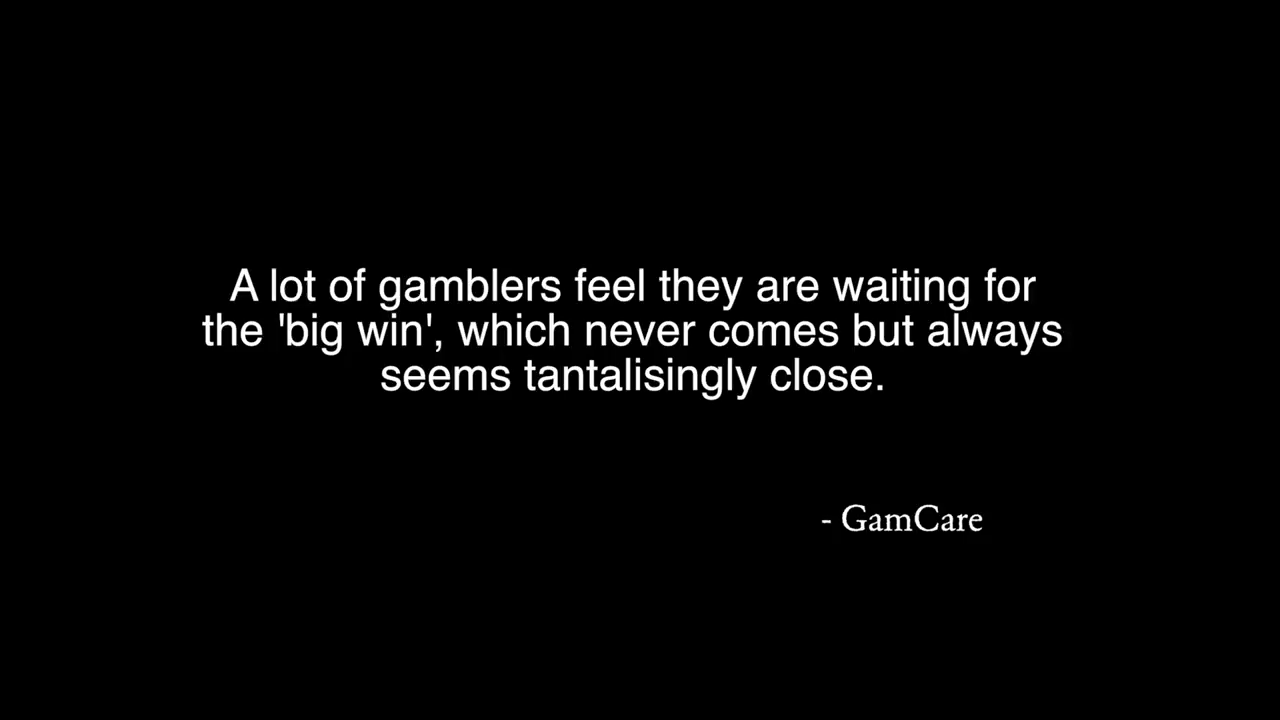 A lot of gamblers feel they are waiting for
the 'big win', which never comes but always
seems tantalisingly close.
- GamCare